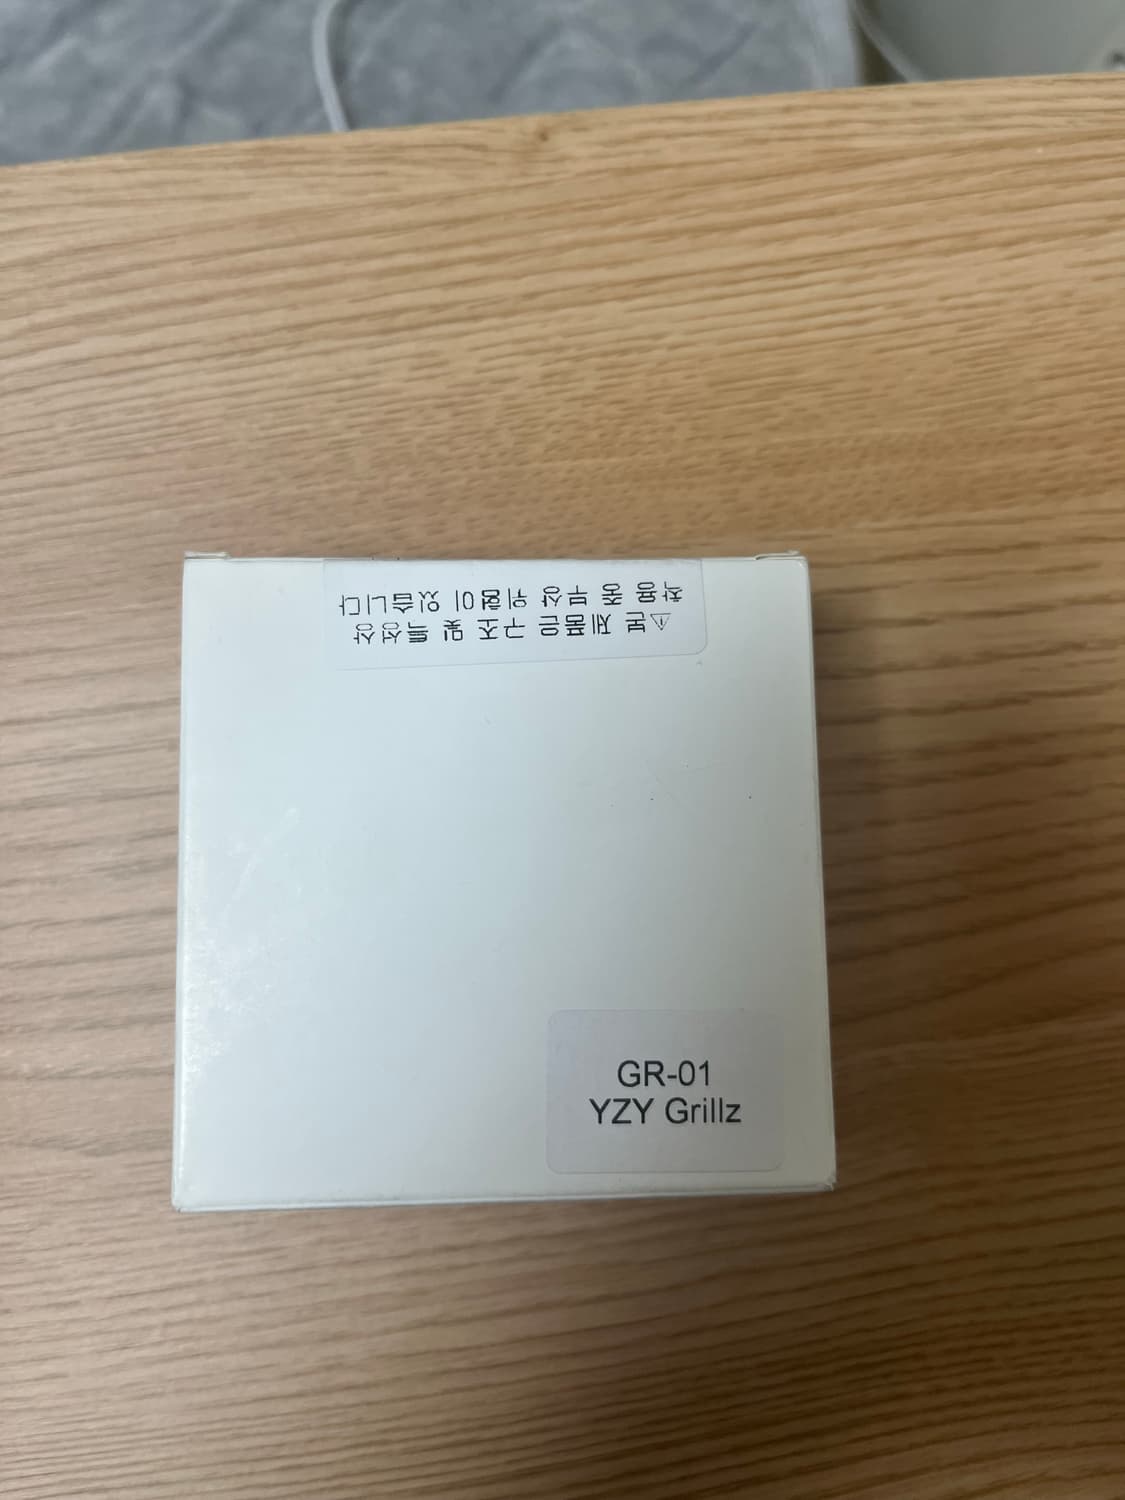 ⚠ 본 제품은 구조 및 특성상
착용 중 부상 위험이 있습니다
GR-01
YZY Grillz